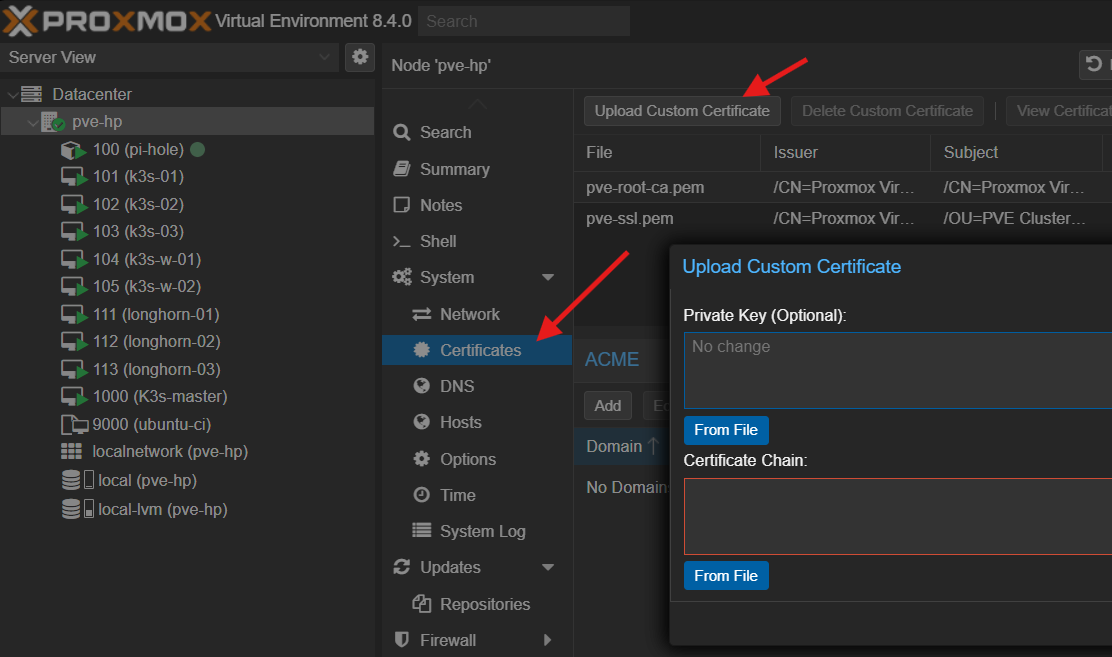 PROXMOX Virtual Environment 8.4.0 Search
Server View
Datacenter
pve-hp
100 (pi-hole)
101 (k3s-01)
102 (k3s-02)
103 (k3s-03)
104 (k3s-w-01)
105 (k3s-w-02)
111 (longhorn-01)
112 (longhorn-02)
113 (longhorn-03)
1000 (K3s-master)
9000 (ubuntu-ci)
localnetwork (pve-hp)
local (pve-hp)
local-lvm (pve-hp)
Node 'pve-hp'
Search
Summary
Notes
Shell
System
Network
Certificates
DNS
Hosts
Options
Time
System Log
Updates
Repositories
Firewall
Upload Custom Certificate Delete Custom Certificate View Certificat
File Issuer Subject
pve-root-ca.pem /CN=Proxmox Vir... /CN=Proxmox Vir...
pve-ssl.pem /CN=Proxmox Vir... /OU=PVE Cluster...
ACME
Add
Domain
No Domain
Upload Custom Certificate
Private Key (Optional):
No change
From File
Certificate Chain:
From File